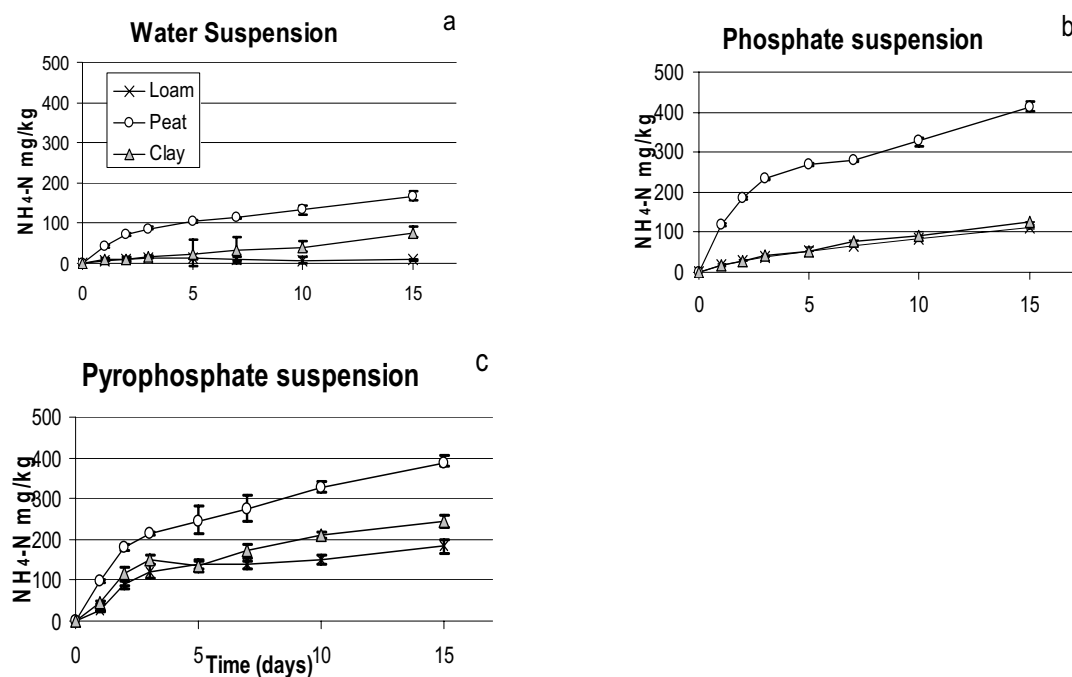 Water Suspension
a
500
400
300
200
100
0
NH₄-N mg/kg
Loam
Peat
Clay
0 5 10 15
Phosphate suspension
b
500
400
300
200
100
0
NH₄-N mg/kg
0 5 10 15
Pyrophosphate suspension
c
500
400
300
200
100
0
NH₄-N mg/kg
0 5 10 15
Time (days)